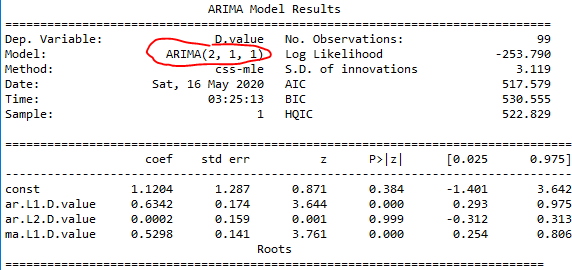 ARIMA Model Results
==============================================================================
Dep. Variable: D.value No. Observations: 99
Model: ARIMA(2, 1, 1) Log Likelihood -253.790
Method: css-mle S.D. of innovations 3.119
Date: Sat, 16 May 2020 AIC 517.579
Time: 03:25:13 BIC 530.555
Sample: 1 HQIC 522.829
==============================================================================
coef std err z P>|z| [0.025 0.975]
------------------------------------------------------------------------------
const 1.1204 1.287 0.871 0.384 -1.401 3.642
ar.L1.D.value 0.6342 0.174 3.644 0.000 0.293 0.975
ar.L2.D.value 0.0002 0.159 0.001 0.999 -0.312 0.313
ma.L1.D.value 0.5298 0.141 3.761 0.000 0.254 0.806
Roots
==============================================================================